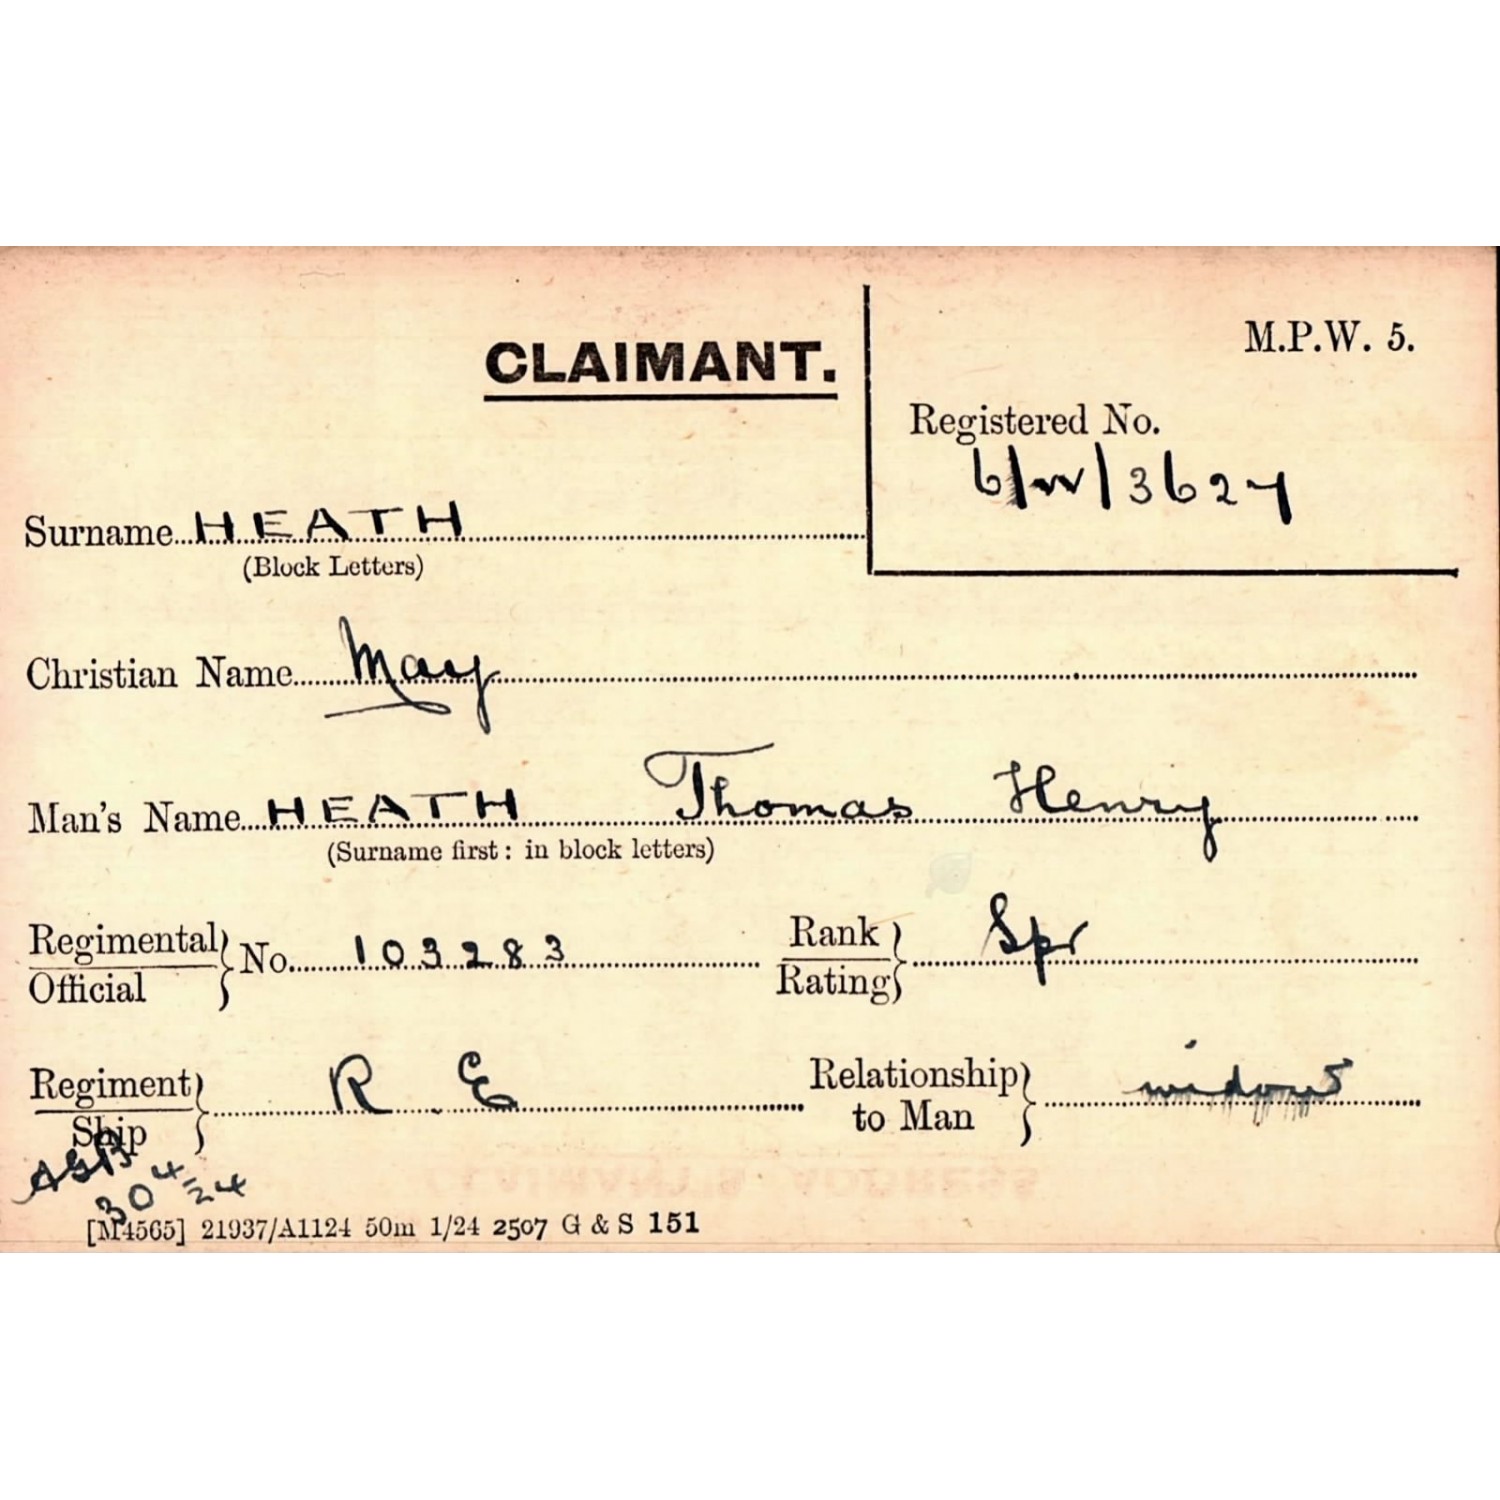 CLAIMANT.
M.P.W. 5.
Registered No.
6/W/3627
Surname HEATH
(Block Letters)
Christian Name May
Man's Name HEATH Thomas Henry
(Surname first: in block letters)
Regimental / Official } No. 103283
Rank / Rating } Spr
Regiment / Ship } R E
Relationship to Man } widow
30 4 24
[M4565] 21937/A1124 50m 1/24 2507 G & S 151